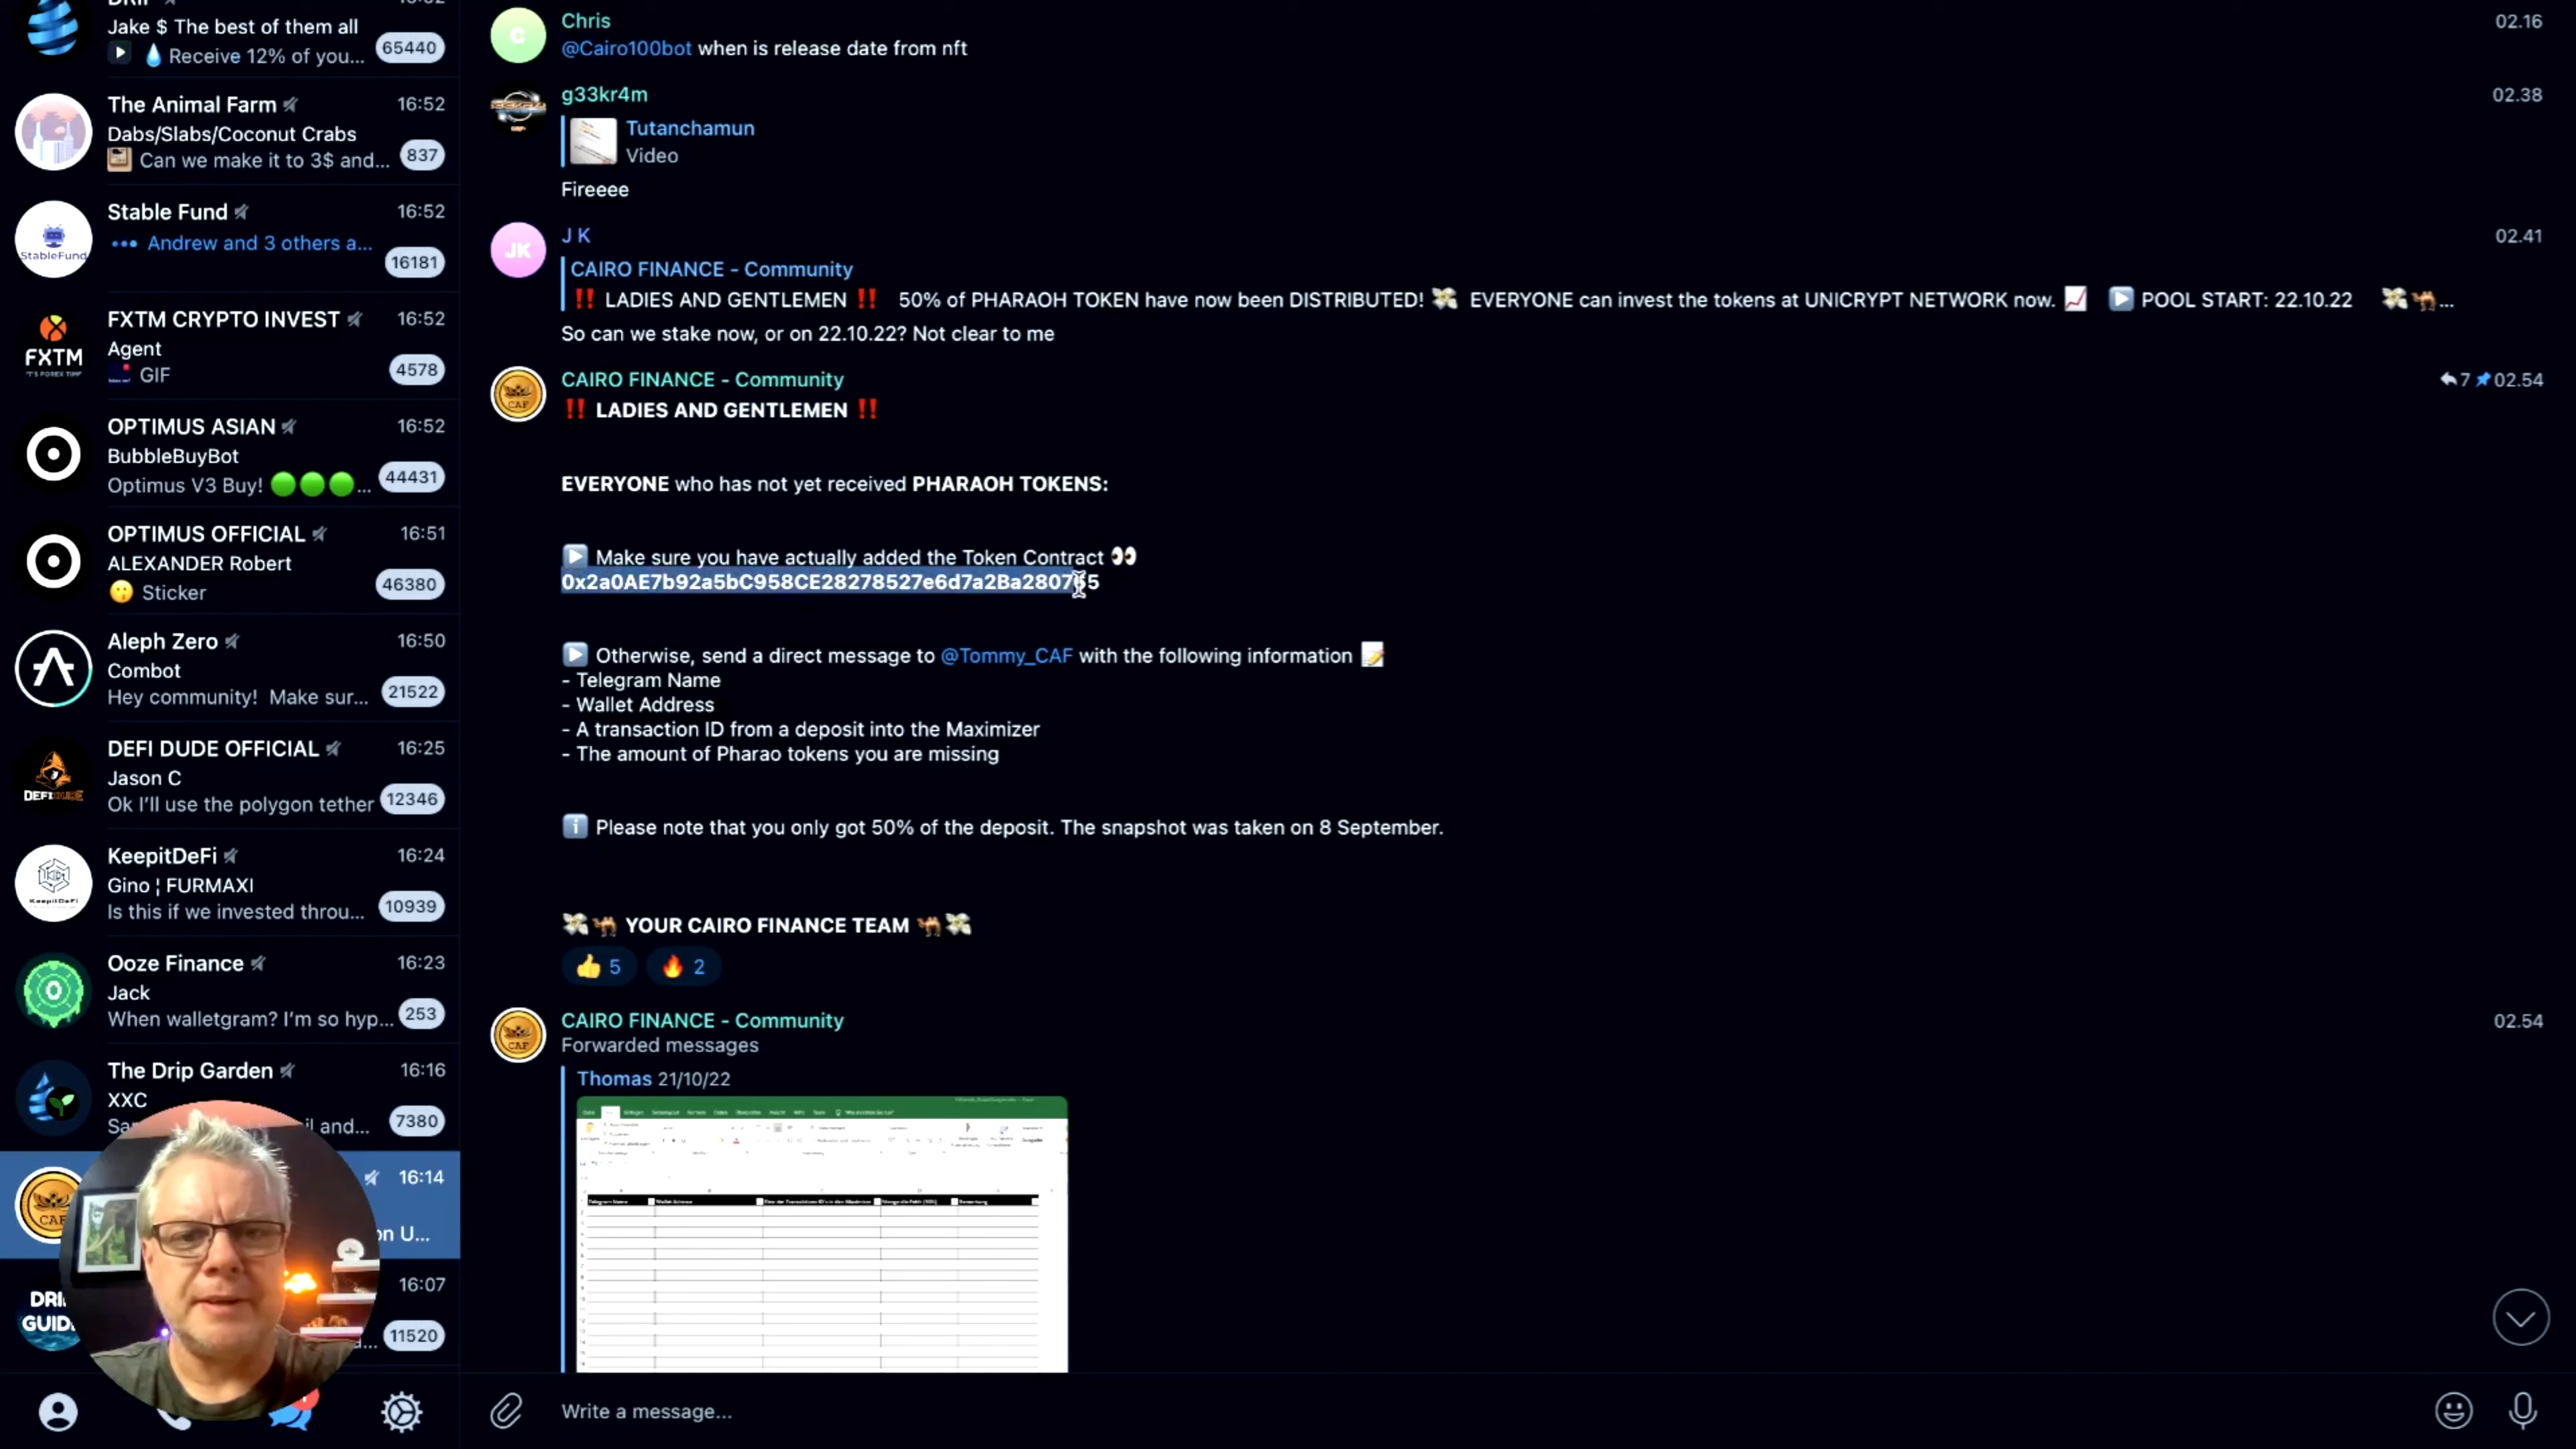 DRIP
Jake $ The best of them all
Receive 12% of you...
65440
The Animal Farm
16:52
Dabs/Slabs/Coconut Crabs
Can we make it to 3$ and...
837
Stable Fund
16:52
Andrew and 3 others a...
16181
StableFund
FXTM CRYPTO INVEST
16:52
Agent
GIF
4578
FXTM
OPTIMUS ASIAN
16:52
BubbleBuyBot
Optimus V3 Buy!
...
44431
OPTIMUS OFFICIAL
16:51
ALEXANDER Robert
Sticker
46380
Aleph Zero
16:50
Combot
Hey community! Make sur...
21522
DEFI DUDE OFFICIAL
16:25
Jason C
Ok I'll use the polygon tether
12346
KeepitDeFi
16:24
Gino ¦ FURMAXI
Is this if we invested throu...
10939
KeepitDeFi
Ooze Finance
16:23
Jack
When walletgram? I'm so hyp...
253
The Drip Garden
16:16
XXC
7380
16:14
CAF
on U...
16:07
11520
C
Chris
02.16
@Cairo100bot when is release date from nft
g33kr4m
02.38
Tutanchamun
Video
Fireeee
JK
J K
02.41
CAIRO FINANCE - Community
‼ LADIES AND GENTLEMEN ‼ 50% of PHARAOH TOKEN have now been DISTRIBUTED! 💸 EVERYONE can invest the tokens at UNICRYPT NETWORK now. 📈 ▶ POOL START: 22.10.22 💸🐪...
So can we stake now, or on 22.10.22? Not clear to me
CAF
CAIRO FINANCE - Community
7 02.54
‼ LADIES AND GENTLEMEN ‼
EVERYONE who has not yet received PHARAOH TOKENS:
▶ Make sure you have actually added the Token Contract 👀
▶ Otherwise, send a direct message to @Tommy_CAF with the following information 📝
- Telegram Name
- Wallet Address
- A transaction ID from a deposit into the Maximizer
- The amount of Pharao tokens you are missing
ℹ Please note that you only got 50% of the deposit. The snapshot was taken on 8 September.
💸🐪 YOUR CAIRO FINANCE TEAM 🐪💸
👍 5 🔥 2
CAF
CAIRO FINANCE - Community
02.54
Forwarded messages
Thomas 21/10/22
Write a message...